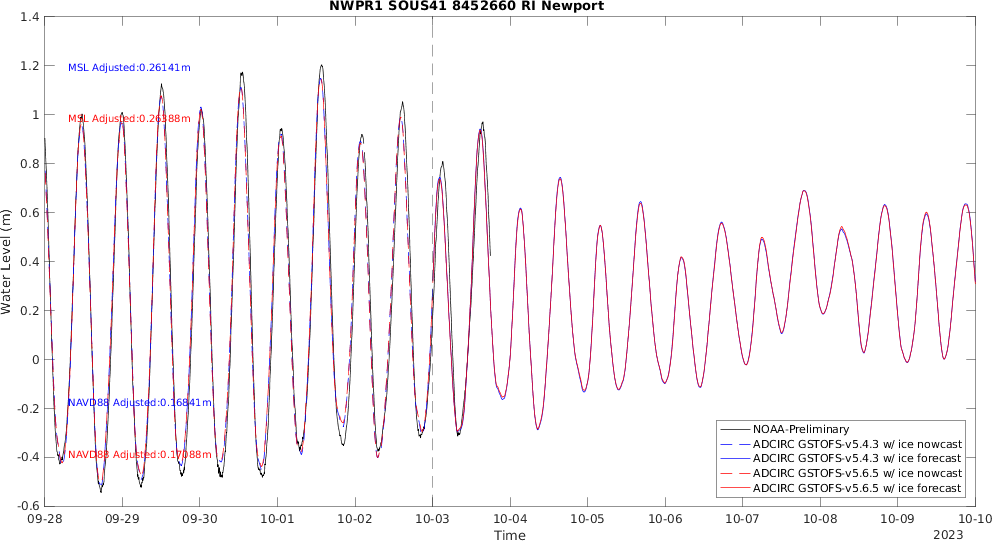 NWPR1 SOUS41 8452660 RI Newport
1.4
1.2
1
0.8
0.6
0.4
0.2
0
-0.2
-0.4
-0.6
Water Level (m)
MSL Adjusted:0.26141m
MSL Adjusted:0.26388m
NAVD88 Adjusted:0.16841m
NAVD88 Adjusted:0.17088m
NOAA-Preliminary
ADCIRC GSTOFS-v5.4.3 w/ ice nowcast
ADCIRC GSTOFS-v5.4.3 w/ ice forecast
ADCIRC GSTOFS-v5.6.5 w/ ice nowcast
ADCIRC GSTOFS-v5.6.5 w/ ice forecast
09-28 09-29 09-30 10-01 10-02 10-03 10-04 10-05 10-06 10-07 10-08 10-09 10-10
Time
2023